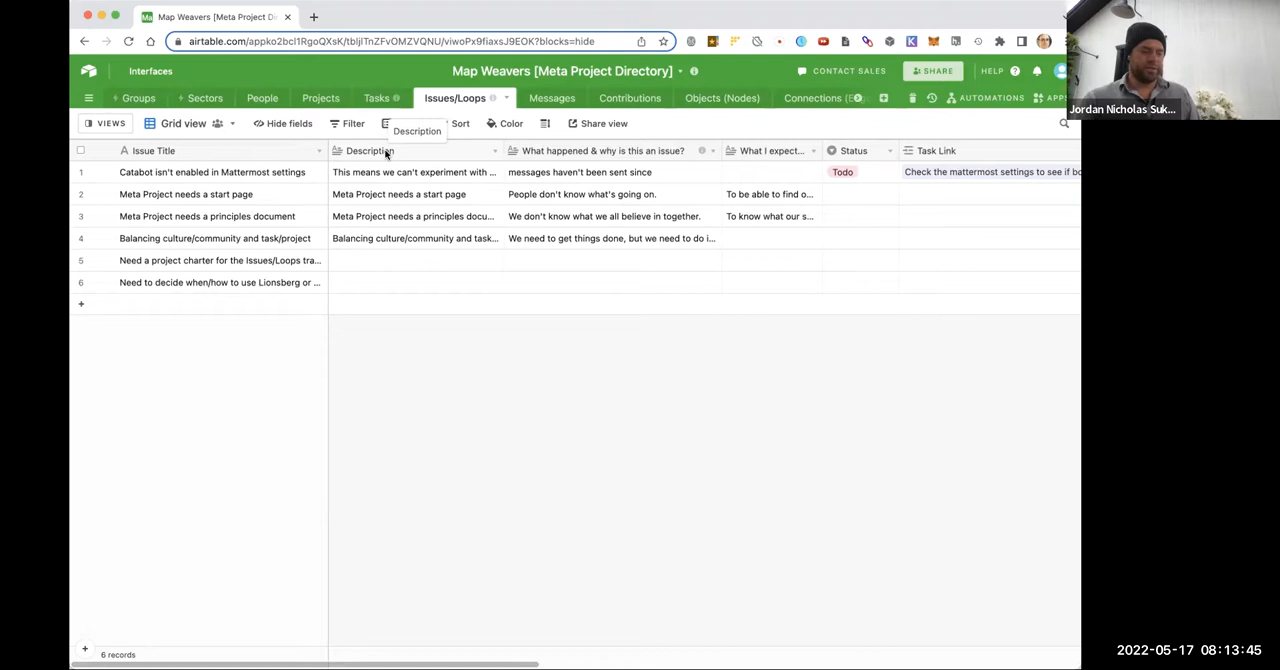 Map Weavers [Meta Project Di
airtable.com/appko2bcl1RgoQXsK/tbljlTnZFvOMZVQNU/viwoPx9fiaxsJ9EOK?blocks=hide
Interfaces
Map Weavers [Meta Project Directory]
CONTACT SALES
SHARE
HELP
Groups
Sectors
People
Projects
Tasks
Issues/Loops
Messages
Contributions
Objects (Nodes)
Connections (E
AUTOMATIONS
APP
Jordan Nicholas Suk...
VIEWS
Grid view
Hide fields
Filter
Sort
Color
Share view
Description
Issue Title
Description
What happened & why is this an issue?
What I expect...
Status
Task Link
1 Catabot isn't enabled in Mattermost settings This means we can't experiment with ... messages haven't been sent since Todo Check the mattermost settings to see if bo
2 Meta Project needs a start page Meta Project needs a start page People don't know what's going on. To be able to find o...
3 Meta Project needs a principles document Meta Project needs a principles docu... We don't know what we all believe in together. To know what our s...
4 Balancing culture/community and task/project Balancing culture/community and task... We need to get things done, but we need to do i...
5 Need a project charter for the Issues/Loops tra...
6 Need to decide when/how to use Lionsberg or ...
6 records
2022-05-17 08:13:45